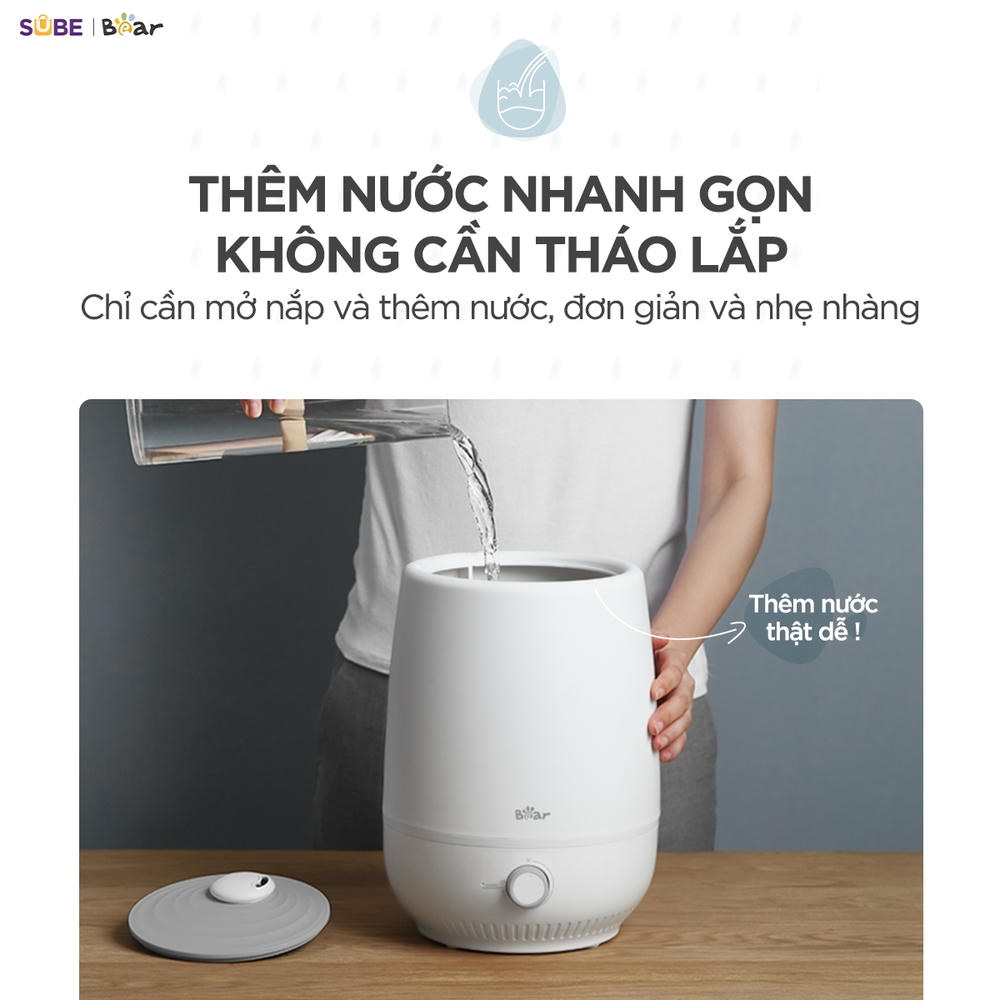 SUBE | Bear
THÊM NƯỚC NHANH GỌN
KHÔNG CẦN THÁO LẮP
Chỉ cần mở nắp và thêm nước, đơn giản và nhẹ nhàng
Thêm nước
thật dễ !
Bear